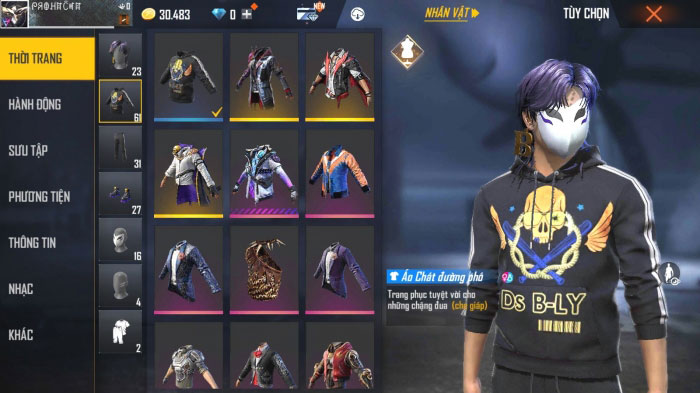 30.483
0
NEW
NHÂN VẬT
TÙY CHỌN
THỜI TRANG
HÀNH ĐỘNG
SƯU TẬP
PHƯƠNG TIỆN
THÔNG TIN
NHẠC
KHÁC
23
61
31
27
16
4
2
B
Áo Chất đường phố
Trang phục tuyệt vời cho
những chặng đua (chợ giáp)
Ds B-LY